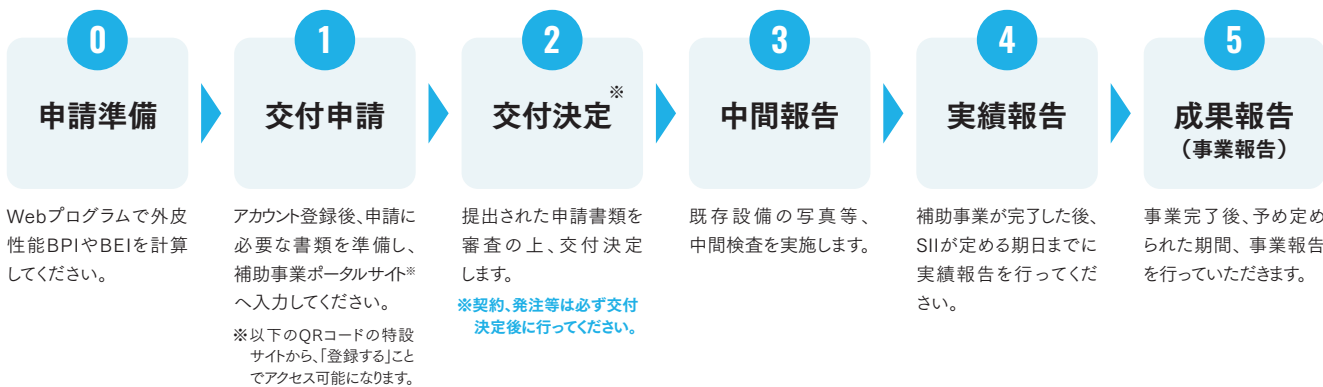 0
申請準備
Webプログラムで外皮
性能BPIやBEIを計算
してください。
1
交付申請
アカウント登録後、申請に
必要な書類を準備し、
補助事業ポータルサイト※
へ入力してください。
※以下のQRコードの特設
サイトから、「登録する」こと
でアクセス可能になります。
2
交付決定※
提出された申請書類を
審査の上、交付決定
します。
※契約、発注等は必ず交付
決定後に行ってください。
3
中間報告
既存設備の写真等、
中間検査を実施します。
4
実績報告
補助事業が完了した後、
SIIが定める期日までに
実績報告を行ってくだ
さい。
5
成果報告
（事業報告）
事業完了後、予め定め
られた期間、事業報告
を行っていただきます。